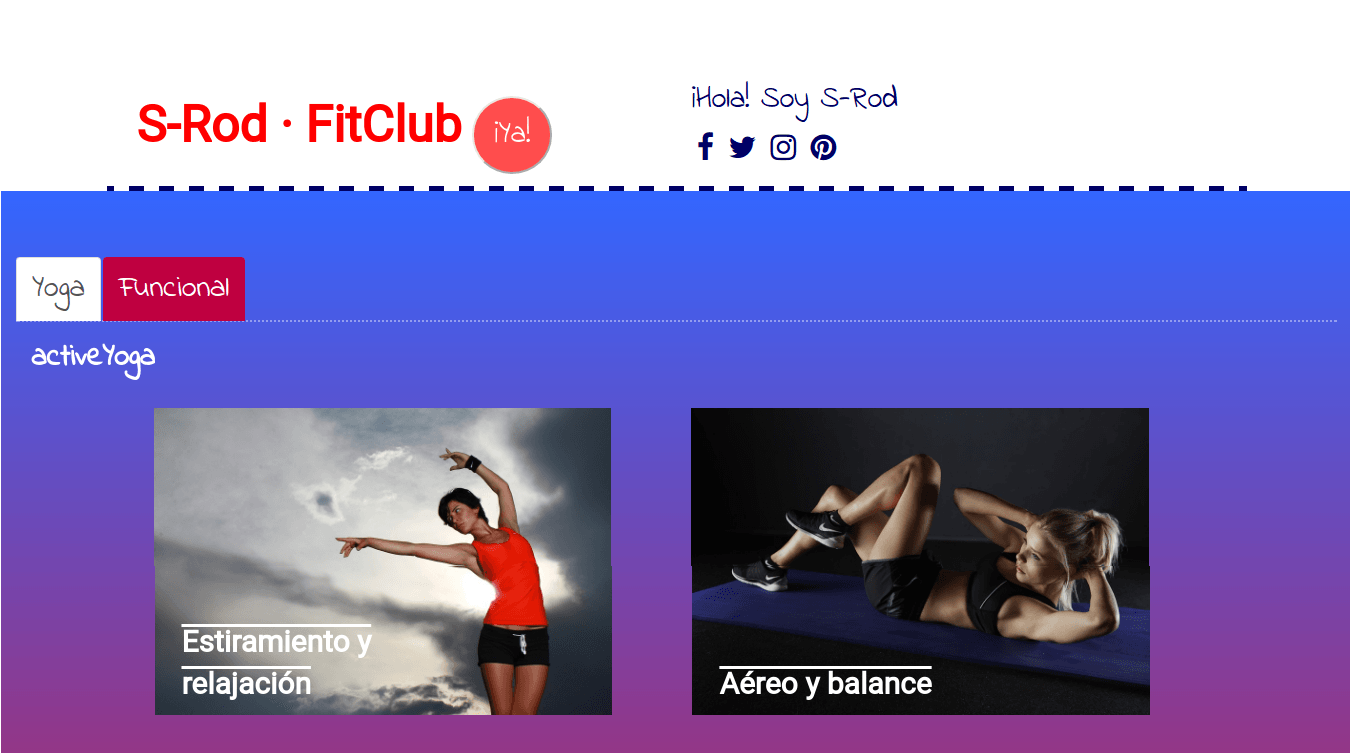 S-Rod · FitClub
¡Ya!
¡Hola! Soy S-Rod
Yoga
Funcional
activeYoga
Estiramiento y
relajación
Aéreo y balance